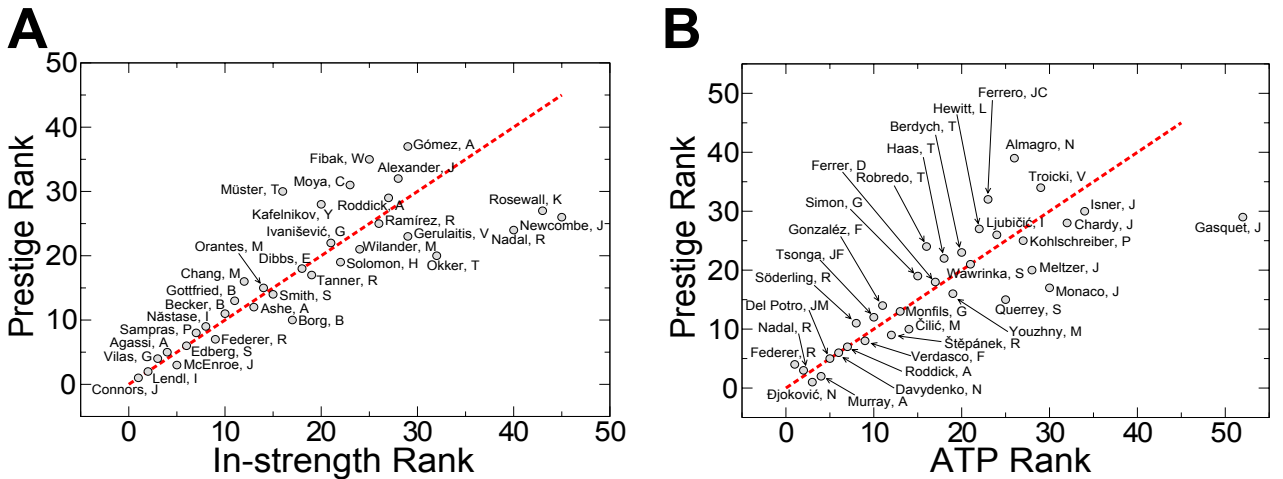 A
50
40
30
20
10
0
Prestige Rank
Gómez, A
Fibak, W
Alexander, J
Moya, C
Müster, T
Rosewall, K
Roddick, A
Kafelnikov, Y
Ramírez, R
Newcombe, J
Ivanišević, G
Gerulaitis, V
Nadal, R
Orantes, M
Wilander, M
Dibbs, E
Solomon, H
Okker, T
Chang, M
Tanner, R
Gottfried, B
Smith, S
Becker, B
Ashe, A
Năstase, I
Borg, B
Sampras, P
Federer, R
Agassi, A
Edberg, S
Vilas, G
McEnroe, J
Lendl, I
Connors, J
0 10 20 30 40 50
In-strength Rank
B
50
40
30
20
10
0
Prestige Rank
Ferrero, JC
Hewitt, L
Berdych, T
Haas, T
Almagro, N
Ferrer, D
Robredo, T
Troicki, V
Simon, G
Isner, J
Gonzaléz, F
Ljubičić, I
Chardy, J
Gasquet, J
Kohlschreiber, P
Tsonga, JF
Söderling, R
Wawrinka, S
Meltzer, J
Monaco, J
Del Potro, JM
Querrey, S
Monfils, G
Nadal, R
Čilić, M
Youzhny, M
Štěpánek, R
Federer, R
Verdasco, F
Roddick, A
Đjoković, N
Davydenko, N
Murray, A
0 10 20 30 40 50
ATP Rank